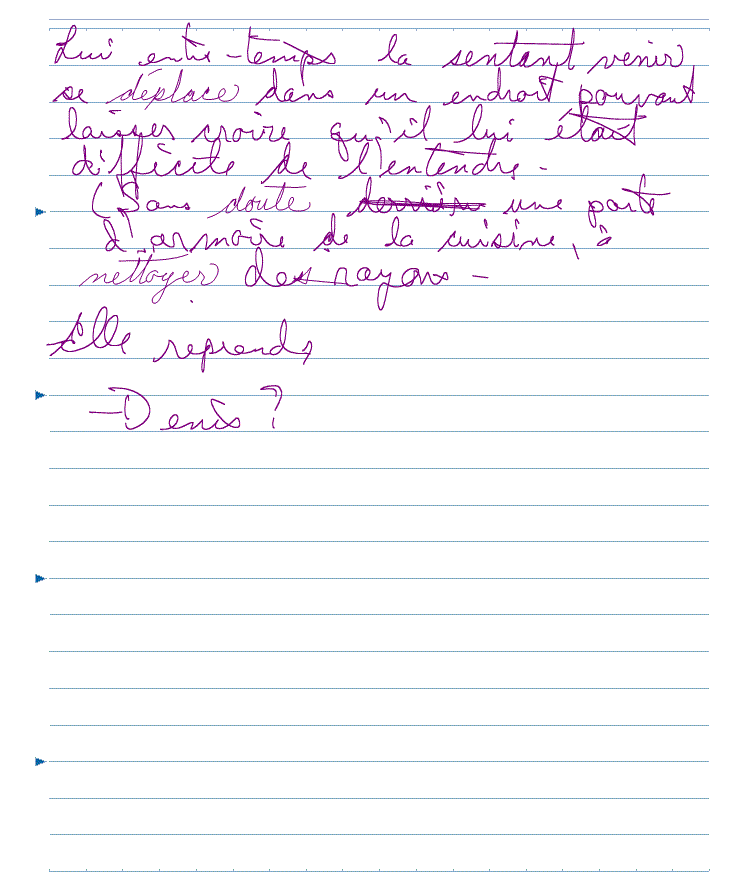 Lui entre-temps la sentant venir
se déplace dans un endroit pouvant
laisser croire qu'il lui était
difficile de l'entendre -
(Sans doute derrière une porte
d'armoire de la cuisine, à
nettoyer des rayons -
Elle reprend,
- Denis ?